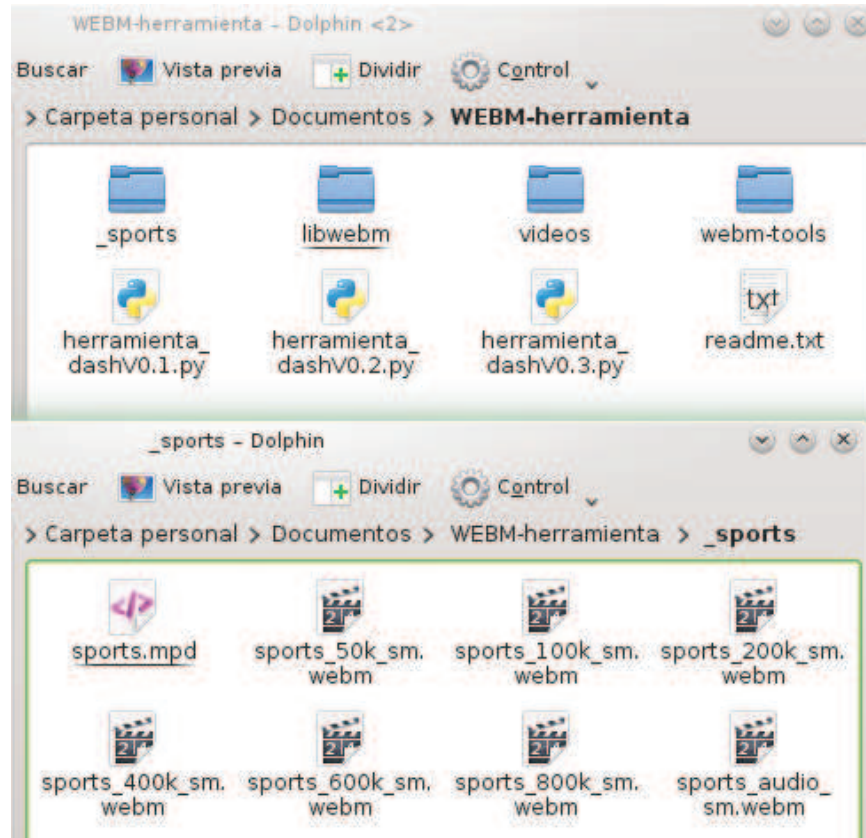 WEBM-herramienta – Dolphin <2>
Buscar Vista previa Dividir Control
> Carpeta personal > Documentos > WEBM-herramienta
_sports libwebm videos webm-tools
txt
herramienta_ herramienta_ herramienta_ readme.txt
dashV0.1.py dashV0.2.py dashV0.3.py
_sports – Dolphin
Buscar Vista previa Dividir Control
> Carpeta personal > Documentos > WEBM-herramienta > _sports
sports.mpd sports_50k_sm. sports_100k_sm. sports_200k_sm.
webm webm webm
sports_400k_sm. sports_600k_sm. sports_800k_sm. sports_audio_
webm webm webm sm.webm